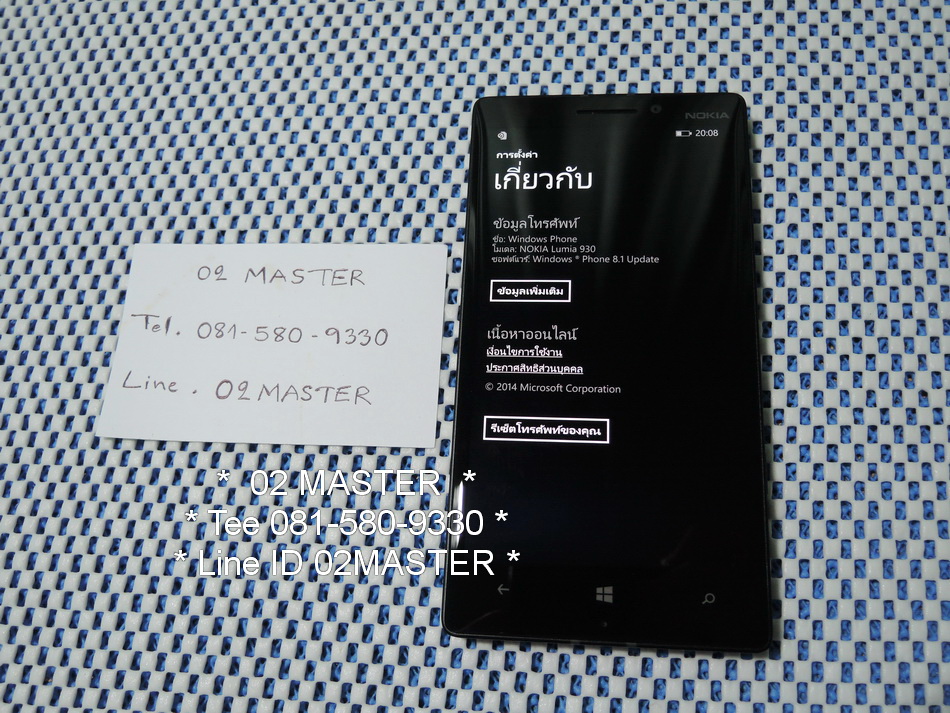 02 MASTER
Tel. 081-580-9330
Line. 02 MASTER
NOKIA
20:08
การตั้งค่า
เกี่ยวกับ
ข้อมูลโทรศัพท์
ชื่อ: Windows Phone
โมเดล: NOKIA Lumia 930
ซอฟต์แวร์: Windows ® Phone 8.1 Update
ข้อมูลเพิ่มเติม
เนื้อหาออนไลน์
เงื่อนไขการใช้งาน
ประกาศสิทธิส่วนบุคคล
© 2014 Microsoft Corporation
รีเซ็ตโทรศัพท์ของคุณ
* 02 MASTER *
* Tee 081-580-9330 *
* Line ID 02MASTER *